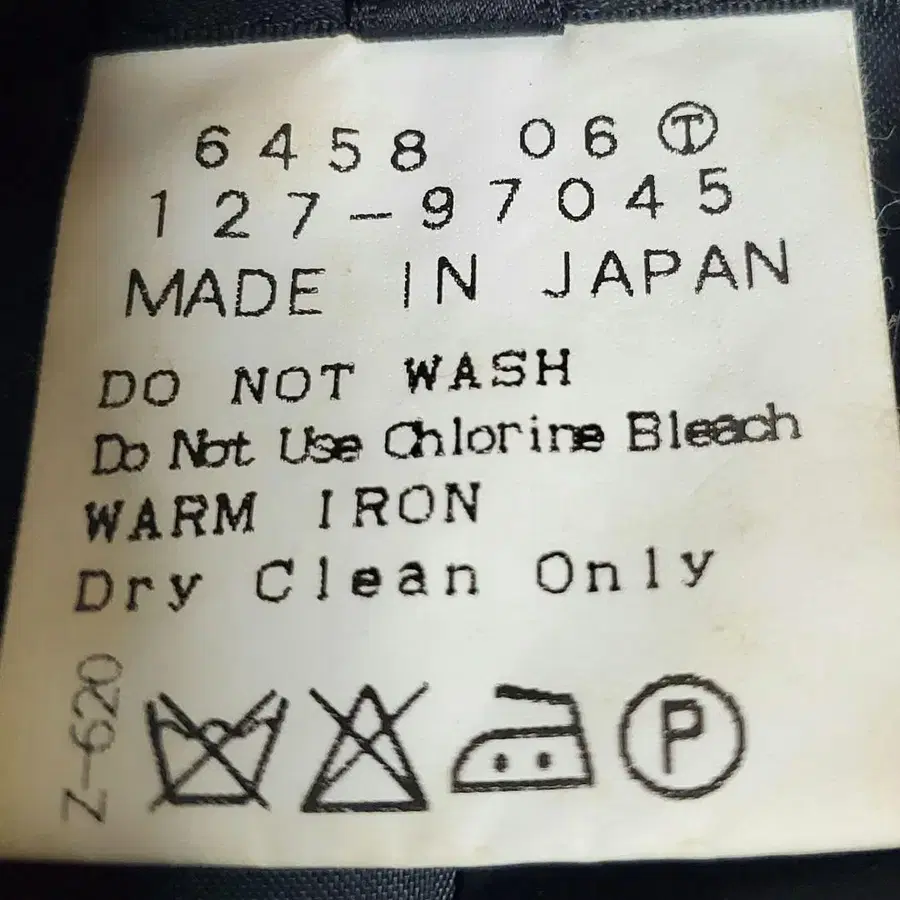 6458 06 Ⓣ
127-97045
MADE IN JAPAN
DO NOT WASH
Do Not Use Chlorine Bleach
WARM IRON
Dry Clean Only
Z-620
P